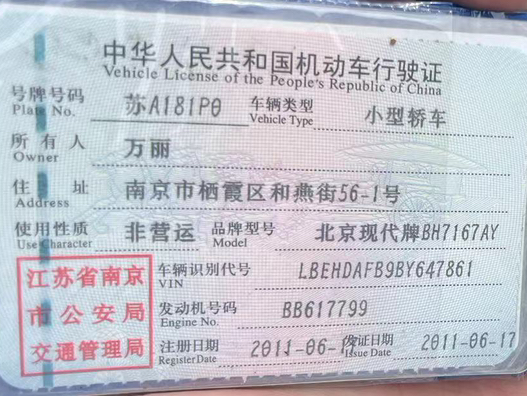 中华人民共和国机动车行驶证
Vehicle License of the People's Republic of China
号牌号码 苏A181P0 车辆类型 小型轿车
Plate No. Vehicle Type
所有人 万丽
Owner
住址 南京市栖霞区和燕街56-1号
Address
使用性质 非营运 品牌型号 北京现代牌BH7167AY
Use Character Model
江苏省南京
市公安局
交通管理局
车辆识别代号 LBEHDAFB9BY647861
VIN
发动机号码 BB617799
Engine No.
注册日期 2011-06- 发证日期 2011-06-17
Register Date Issue Date